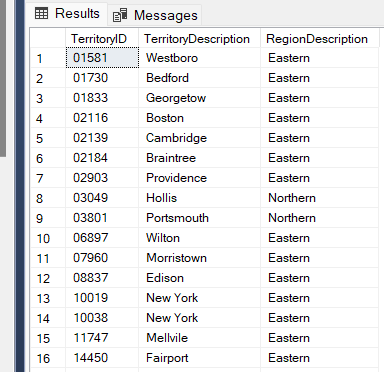 Results Messages
TerritoryID TerritoryDescription RegionDescription
1 01581 Westboro Eastern
2 01730 Bedford Eastern
3 01833 Georgetow Eastern
4 02116 Boston Eastern
5 02139 Cambridge Eastern
6 02184 Braintree Eastern
7 02903 Providence Eastern
8 03049 Hollis Northern
9 03801 Portsmouth Northern
10 06897 Wilton Eastern
11 07960 Morristown Eastern
12 08837 Edison Eastern
13 10019 New York Eastern
14 10038 New York Eastern
15 11747 Mellvile Eastern
16 14450 Fairport Eastern